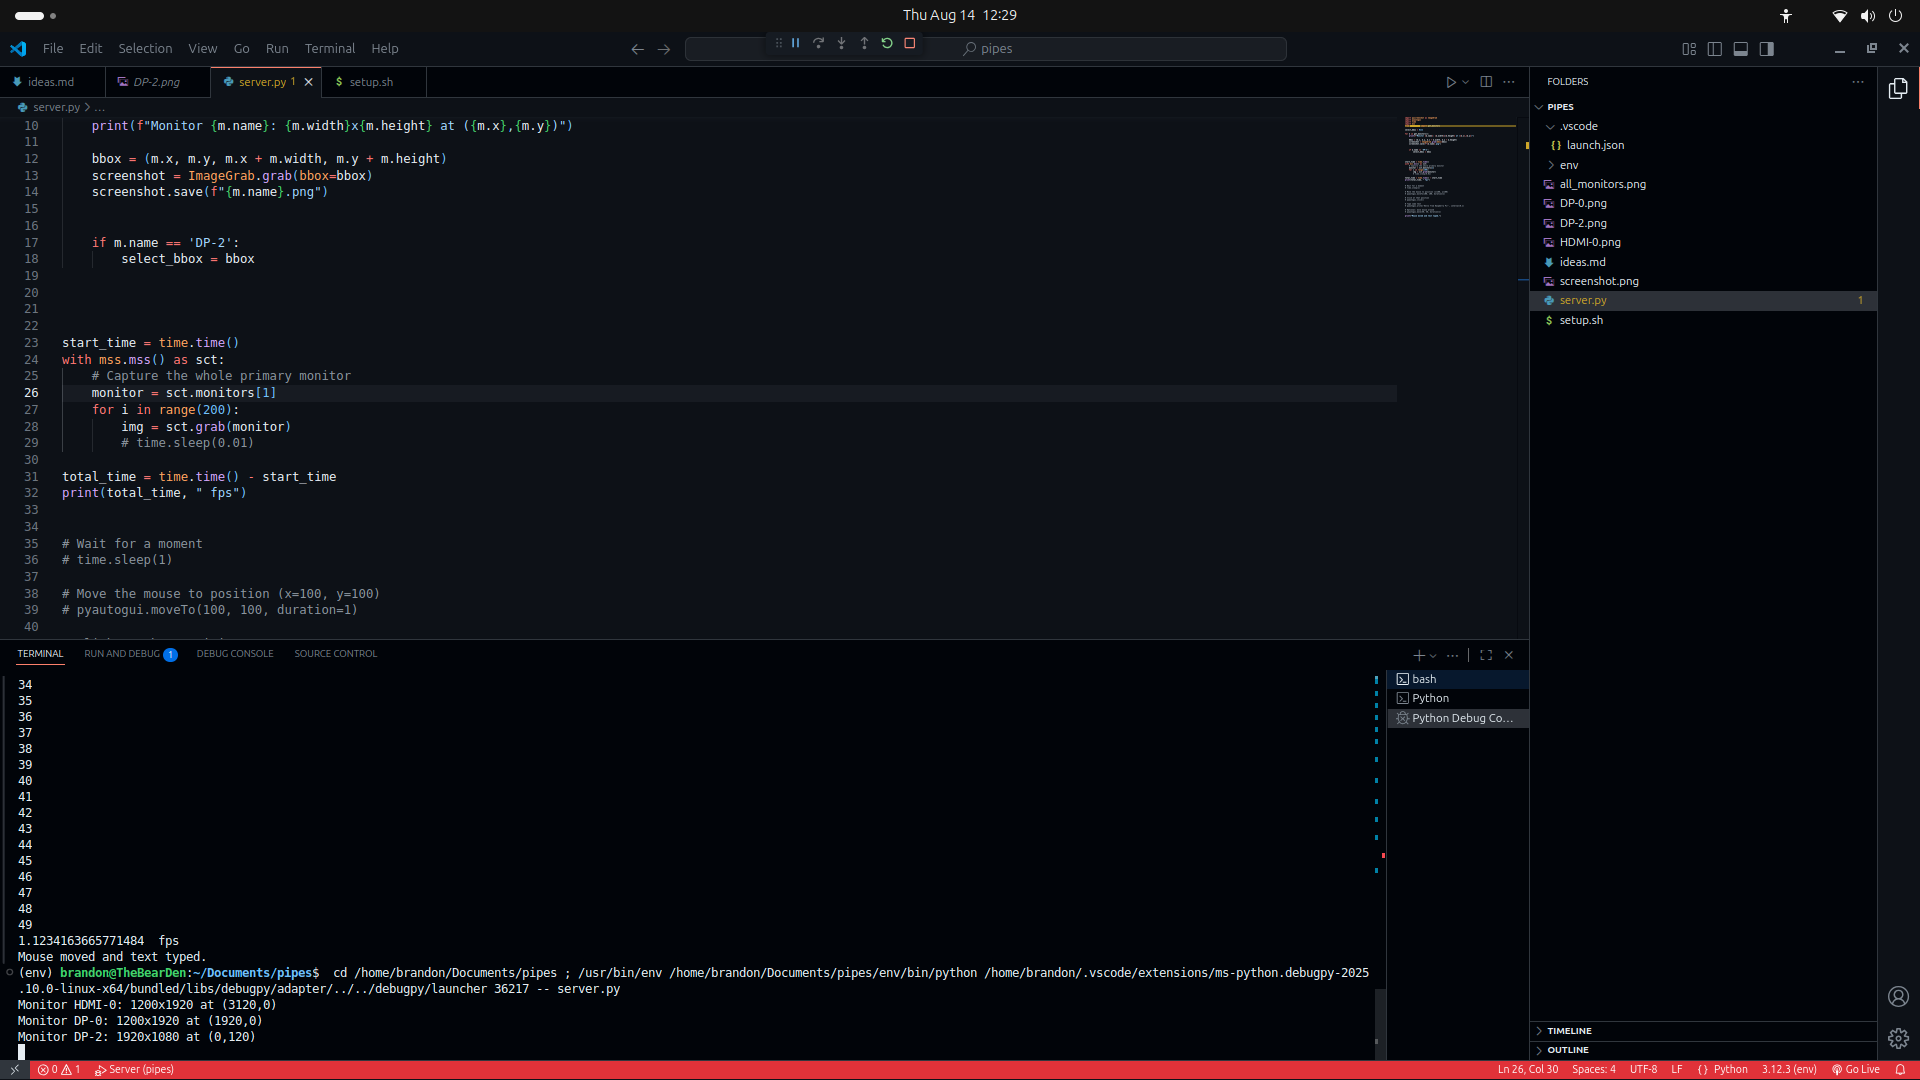 Thu Aug 14 12:29
File Edit Selection View Go Run Terminal Help
pipes
ideas.md
DP-2.png
server.py 1
setup.sh
server.py > ...
10 print(f"Monitor {m.name}: {m.width}x{m.height} at ({m.x},{m.y})")
11
12 bbox = (m.x, m.y, m.x + m.width, m.y + m.height)
13 screenshot = ImageGrab.grab(bbox=bbox)
14 screenshot.save(f"{m.name}.png")
15
16
17 if m.name == 'DP-2':
18 select_bbox = bbox
19
20
21
22
23 start_time = time.time()
24 with mss.mss() as sct:
25 # Capture the whole primary monitor
26 monitor = sct.monitors[1]
27 for i in range(200):
28 img = sct.grab(monitor)
29 # time.sleep(0.01)
30
31 total_time = time.time() - start_time
32 print(total_time, " fps")
33
34
35 # Wait for a moment
36 # time.sleep(1)
37
38 # Move the mouse to position (x=100, y=100)
39 # pyautogui.moveTo(100, 100, duration=1)
40
FOLDERS
PIPES
.vscode
launch.json
env
all_monitors.png
DP-0.png
DP-2.png
HDMI-0.png
ideas.md
screenshot.png
server.py 1
setup.sh
TIMELINE
OUTLINE
TERMINAL RUN AND DEBUG 1 DEBUG CONSOLE SOURCE CONTROL
34
35
36
37
38
39
40
41
42
43
44
45
46
47
48
49
1.1234163665771484 fps
Mouse moved and text typed.
(env) brandon@TheBearDen:~/Documents/pipes$ cd /home/brandon/Documents/pipes ; /usr/bin/env /home/brandon/Documents/pipes/env/bin/python /home/brandon/.vscode/extensions/ms-python.debugpy-2025
.10.0-linux-x64/bundled/libs/debugpy/adapter/../../debugpy/launcher 36217 -- server.py
Monitor HDMI-0: 1200x1920 at (3120,0)
Monitor DP-0: 1200x1920 at (1920,0)
Monitor DP-2: 1920x1080 at (0,120)
bash
Python
Python Debug Co...
0 1 Server (pipes)
Ln 26, Col 30 Spaces: 4 UTF-8 LF {} Python 3.12.3 (env) Go Live